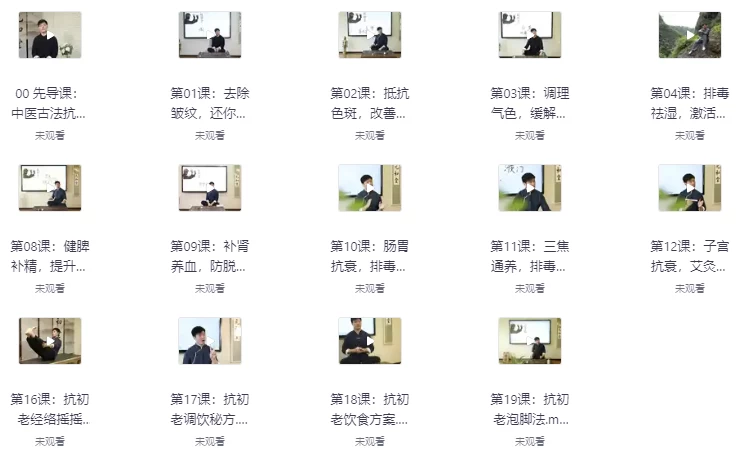 00 先导课：
中医古法抗...
未观看
第01课：去除
皱纹，还你...
未观看
第02课：抵抗
色斑，改善...
未观看
第03课：调理
气色，缓解...
未观看
第04课：排毒
祛湿，激活...
未观看
第08课：健脾
补精，提升...
未观看
第09课：补肾
养血，防脱...
未观看
第10课：肠胃
抗衰，排毒...
未观看
第11课：三焦
通养，排毒...
未观看
第12课：子宫
抗衰，艾灸...
未观看
第16课：抗初
老经络摇摇..
未观看
第17课：抗初
老调饮秘方....
未观看
第18课：抗初
老饮食方案....
未观看
第19课：抗初
老泡脚法.m...
未观看